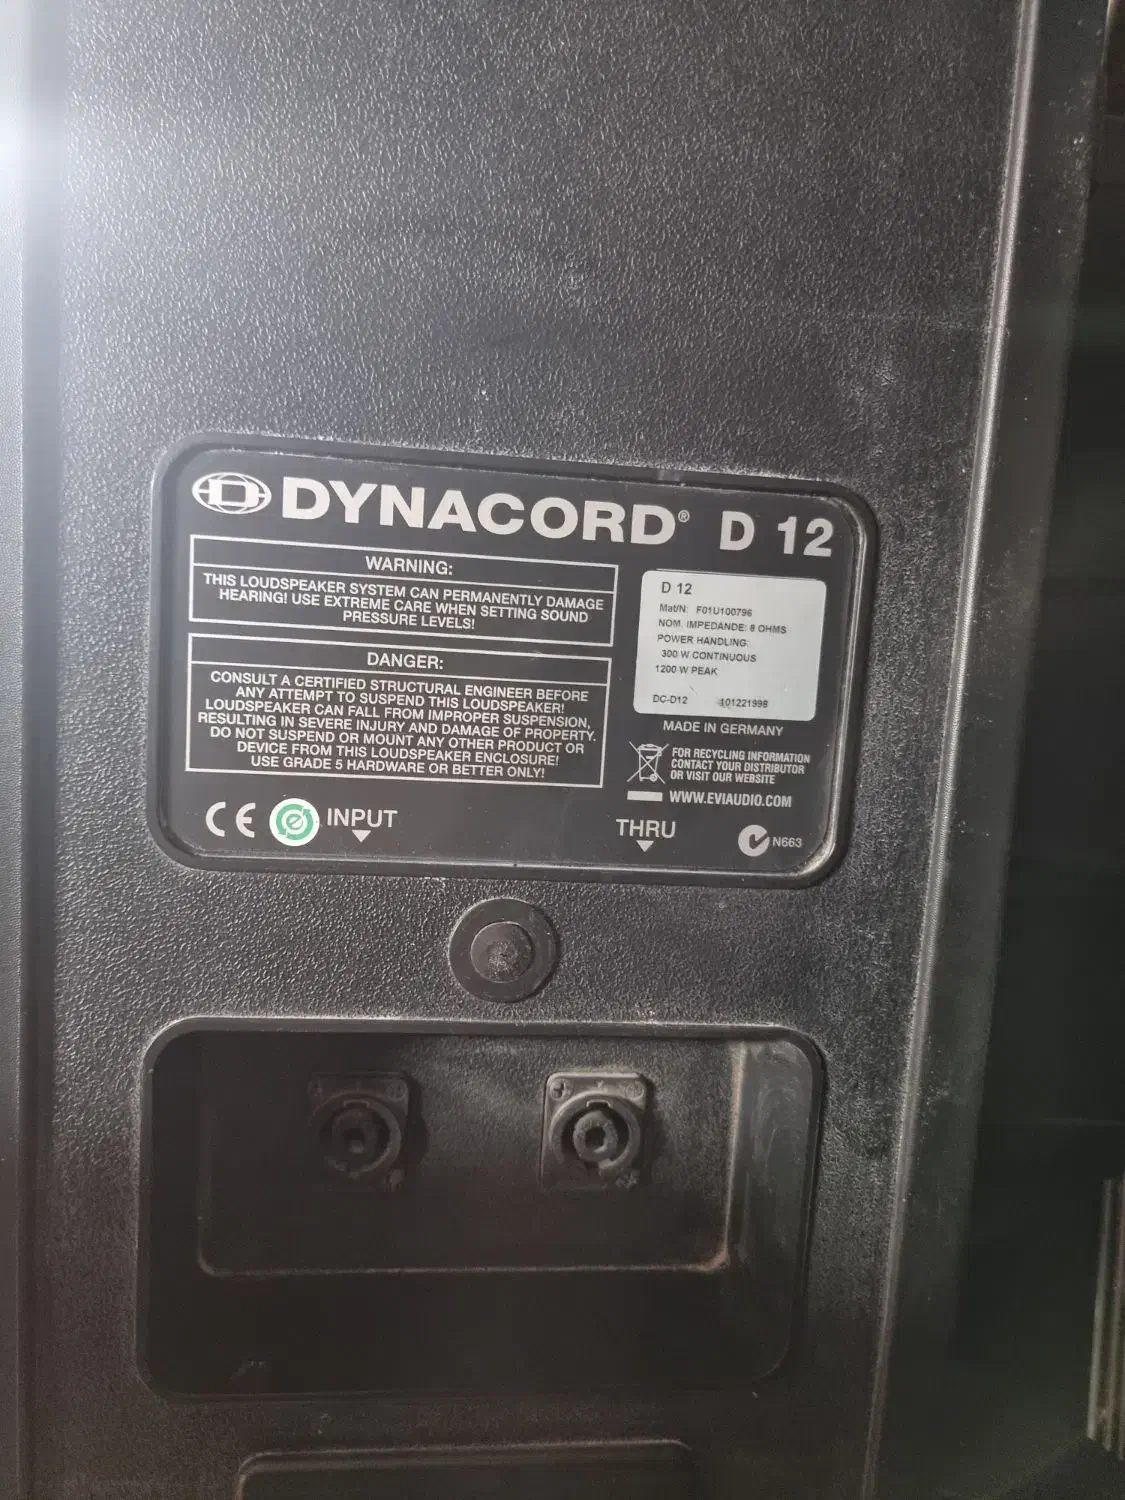 DYNACORD® D 12
WARNING:
THIS LOUDSPEAKER SYSTEM CAN PERMANENTLY DAMAGE
HEARING! USE EXTREME CARE WHEN SETTING SOUND
PRESSURE LEVELS!
DANGER:
CONSULT A CERTIFIED STRUCTURAL ENGINEER BEFORE
ANY ATTEMPT TO SUSPEND THIS LOUDSPEAKER!
LOUDSPEAKER CAN FALL FROM IMPROPER SUSPENSION,
RESULTING IN SEVERE INJURY AND DAMAGE OF PROPERTY.
DO NOT SUSPEND OR MOUNT ANY OTHER PRODUCT OR
DEVICE FROM THIS LOUDSPEAKER ENCLOSURE!
USE GRADE 5 HARDWARE OR BETTER ONLY!
D 12
Mat/N: F01U100796
NOM. IMPEDANDE: 8 OHMS
POWER HANDLING:
300 W CONTINUOUS
1200 W PEAK
DC-D12 101221998
MADE IN GERMANY
FOR RECYCLING INFORMATION
CONTACT YOUR DISTRIBUTOR
OR VISIT OUR WEBSITE
WWW.EVIAUDIO.COM
CE e INPUT
THRU
N663